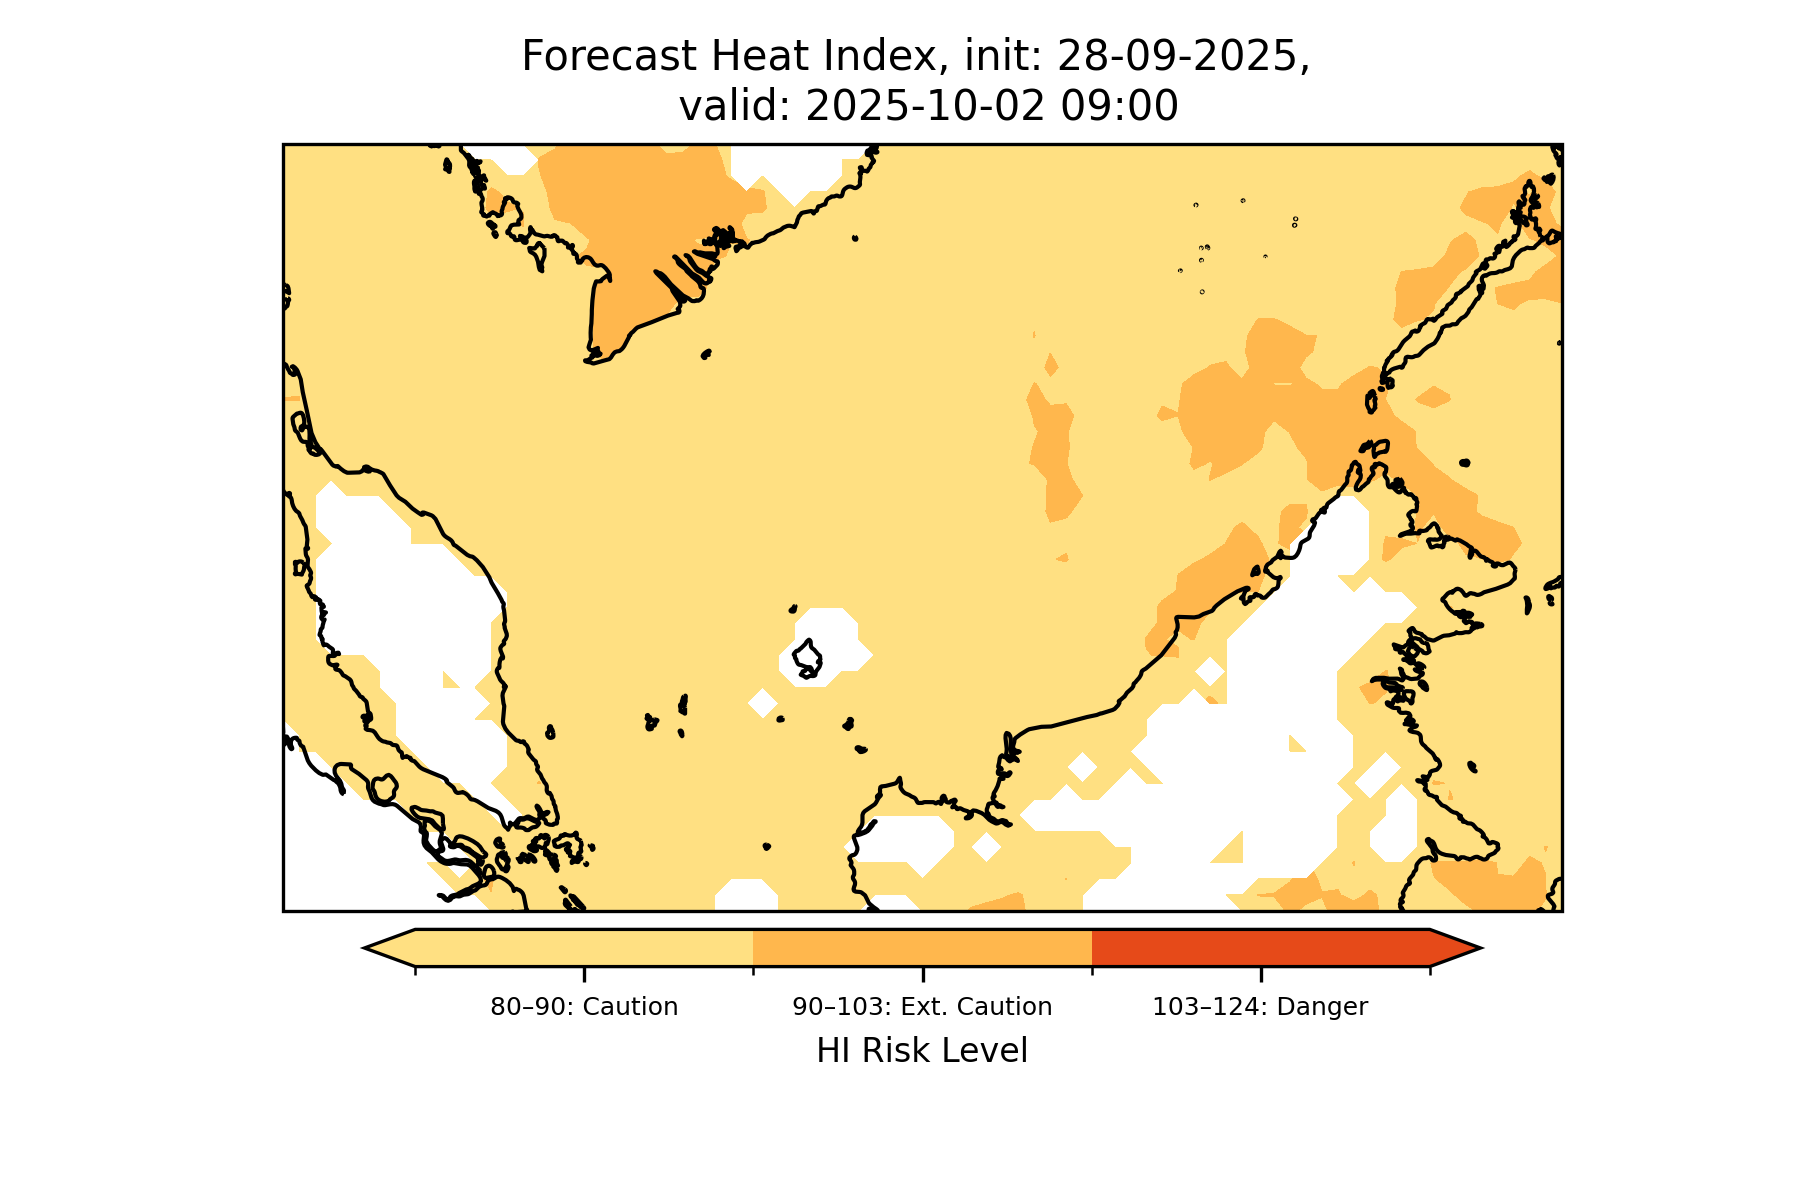 Forecast Heat Index, init: 28-09-2025,
valid: 2025-10-02 09:00
80–90: Caution
90–103: Ext. Caution
103–124: Danger
HI Risk Level